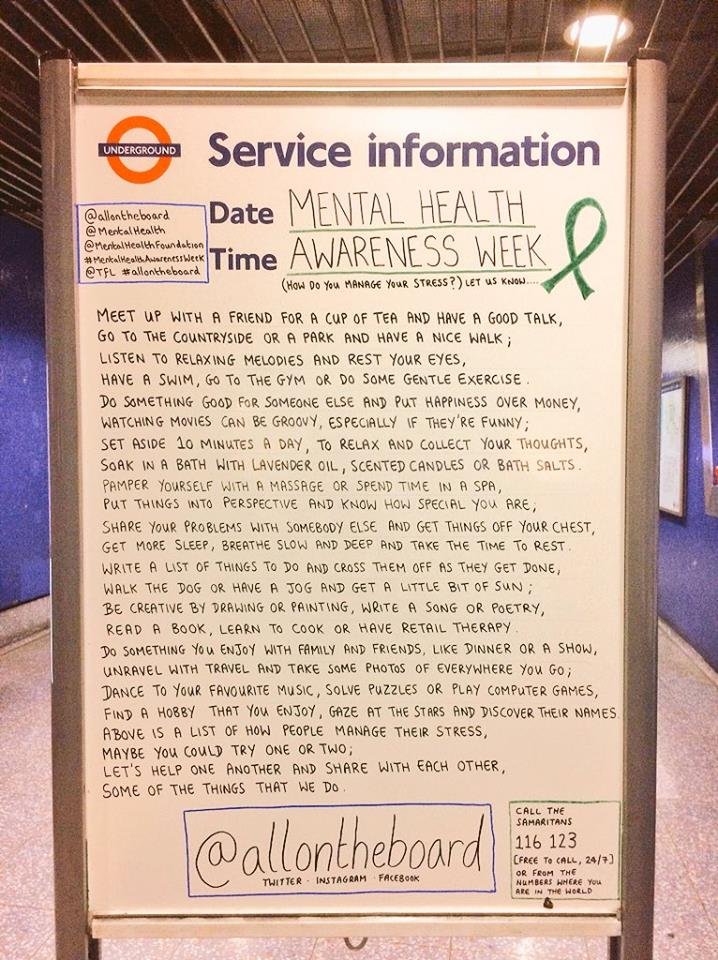 UNDERGROUND
Service information
Date MENTAL HEALTH
Time AWARENESS WEEK
(HOW DO YOU MANAGE YOUR STRESS?) LET US KNOW....
@allontheboard
@MentalHealth
@MentalHealthFoundation
#MentalHealthAwarenessWeek
@TFL #allontheboard
MEET UP WITH A FRIEND FOR A CUP OF TEA AND HAVE A GOOD TALK,
GO TO THE COUNTRYSIDE OR A PARK AND HAVE A NICE WALK;
LISTEN TO RELAXING MELODIES AND REST YOUR EYES,
HAVE A SWIM, GO TO THE GYM OR DO SOME GENTLE EXERCISE.
DO SOMETHING GOOD FOR SOMEONE ELSE AND PUT HAPPINESS OVER MONEY,
WATCHING MOVIES CAN BE GROOVY, ESPECIALLY IF THEY'RE FUNNY;
SET ASIDE 10 MINUTES A DAY, TO RELAX AND COLLECT YOUR THOUGHTS,
SOAK IN A BATH WITH LAVENDER OIL, SCENTED CANDLES OR BATH SALTS.
PAMPER YOURSELF WITH A MASSAGE OR SPEND TIME IN A SPA,
PUT THINGS INTO PERSPECTIVE AND KNOW HOW SPECIAL YOU ARE;
SHARE YOUR PROBLEMS WITH SOMEBODY ELSE AND GET THINGS OFF YOUR CHEST,
GET MORE SLEEP, BREATHE SLOW AND DEEP AND TAKE THE TIME TO REST.
WRITE A LIST OF THINGS TO DO AND CROSS THEM OFF AS THEY GET DONE,
WALK THE DOG OR HAVE A JOG AND GET A LITTLE BIT OF SUN;
BE CREATIVE BY DRAWING OR PAINTING, WRITE A SONG OR POETRY,
READ A BOOK, LEARN TO COOK OR HAVE RETAIL THERAPY.
DO SOMETHING YOU ENJOY WITH FAMILY AND FRIENDS, LIKE DINNER OR A SHOW,
UNRAVEL WITH TRAVEL AND TAKE SOME PHOTOS OF EVERYWHERE YOU GO;
DANCE TO YOUR FAVOURITE MUSIC, SOLVE PUZZLES OR PLAY COMPUTER GAMES,
FIND A HOBBY THAT YOU ENJOY, GAZE AT THE STARS AND DISCOVER THEIR NAMES.
ABOVE IS A LIST OF HOW PEOPLE MANAGE THEIR STRESS,
MAYBE YOU COULD TRY ONE OR TWO;
LET'S HELP ONE ANOTHER AND SHARE WITH EACH OTHER,
SOME OF THE THINGS THAT WE DO.
@allontheboard
TWITTER · INSTAGRAM · FACEBOOK
CALL THE
SAMARITANS
116 123
[FREE TO CALL, 24/7]
OR FROM THE
NUMBERS WHERE YOU
ARE IN THE WORLD